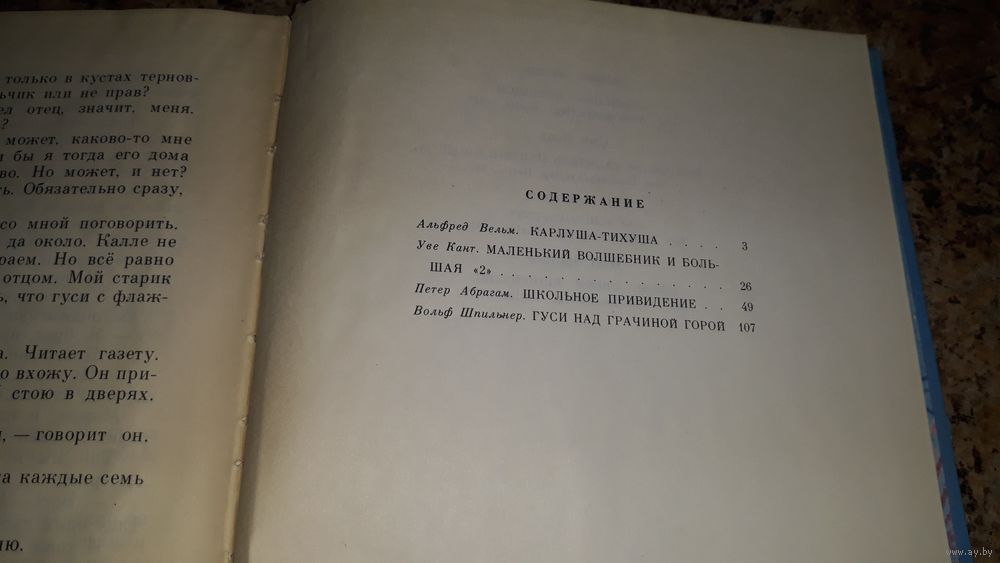 только в кустах тернов-
ьчик или не прав?
ел отец, значит, меня.
?
может, каково-то мне
и бы я тогда его дома
во. Но может, и нет?
ть. Обязательно сразу,
со мной поговорить.
да около. Калле не
раем. Но всё равно
отцом. Мой старик
ь, что гуси с флаж-
а. Читает газету.
о вхожу. Он при-
стою в дверях.
, — говорит он.
а каждые семь
ню.
СОДЕРЖАНИЕ
Альфред Вельм. КАРЛУША-ТИХУША . . . . 3
Уве Кант. МАЛЕНЬКИЙ ВОЛШЕБНИК И БОЛЬ-
ШАЯ «2» . . . . . . . . . . . . . 26
Петер Абрагам. ШКОЛЬНОЕ ПРИВИДЕНИЕ . . 49
Вольф Шпильнер. ГУСИ НАД ГРАЧИНОЙ ГОРОЙ 107
www.ay.by